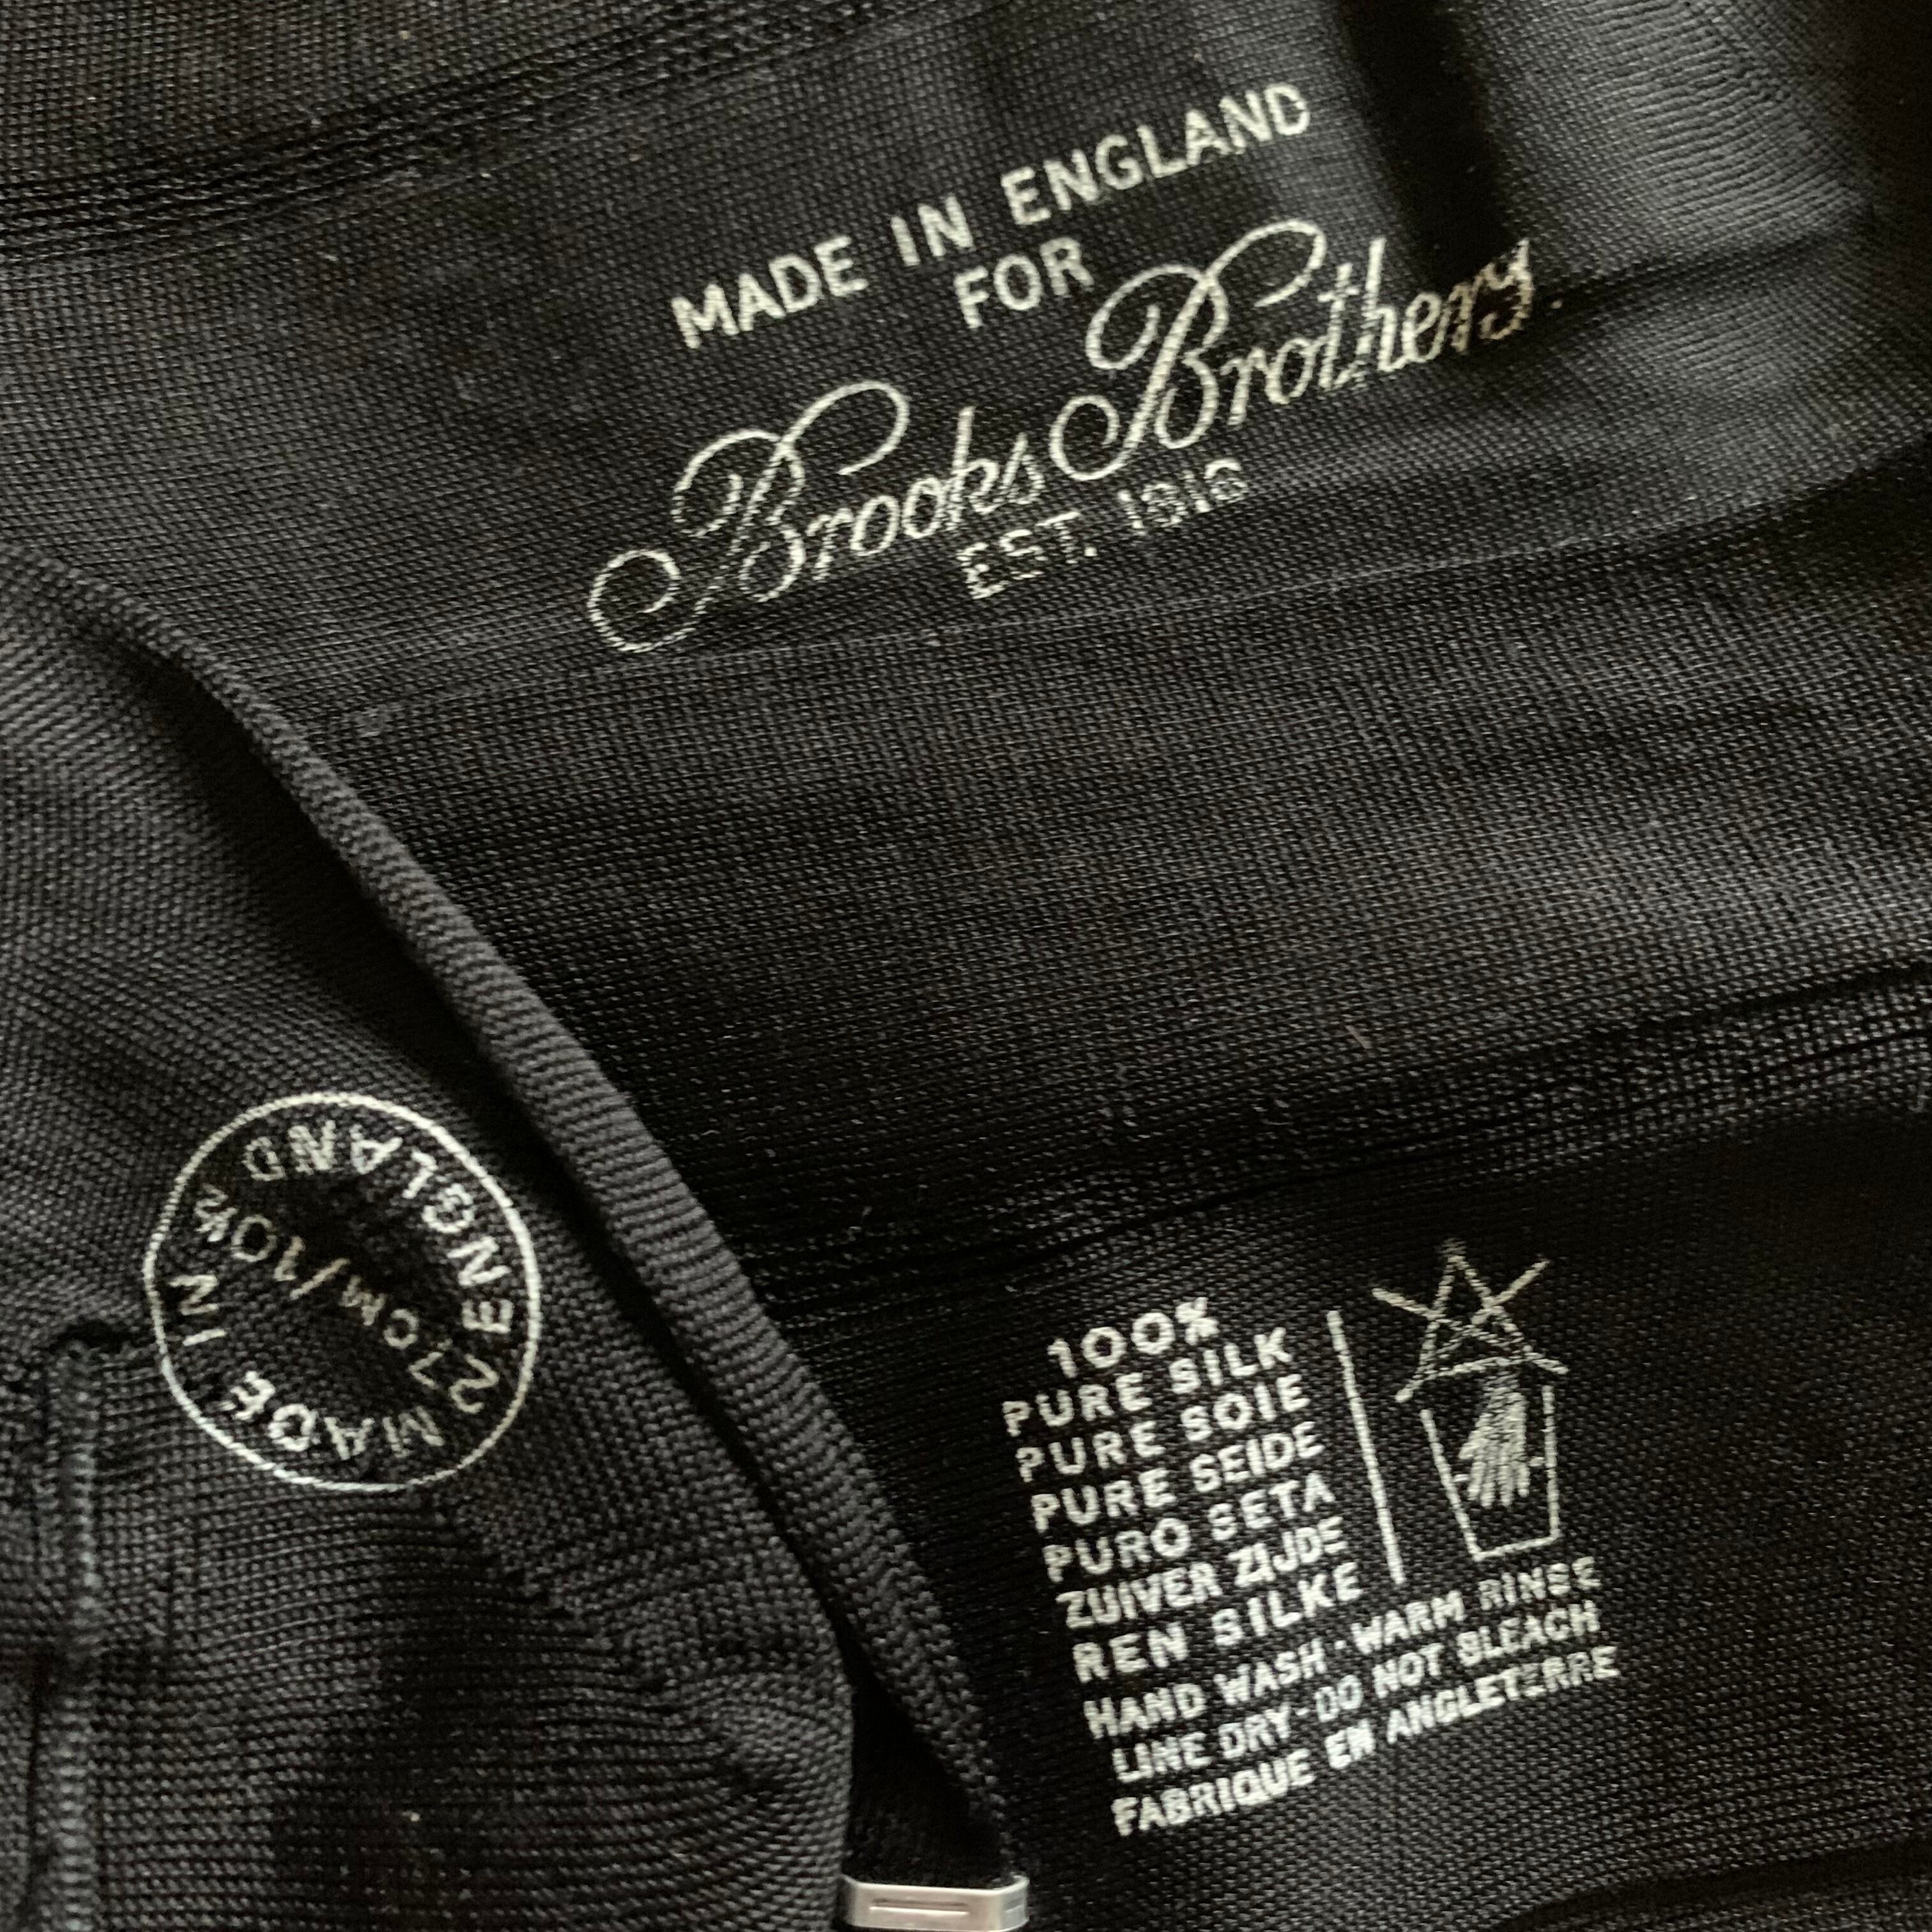 MADE IN ENGLAND
FOR
Brooks Brothers
EST. 1818
MADE IN ENGLAND
27cm/10½
100%
PURE SILK
PURE SOIE
PURE SEIDE
PURO SETA
ZUIVER ZIJDE
REN SILKE
HAND WASH·WARM RINSE
LINE DRY-DO NOT BLEACH
FABRIQUE EN ANGLETERRE